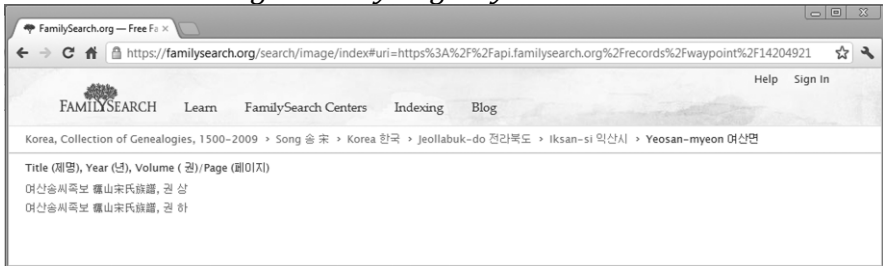 FamilySearch.org — Free Fa ×
https://familysearch.org/search/image/index#uri=https%3A%2F%2Fapi.familysearch.org%2Frecords%2Fwaypoint%2F14204921
Help Sign In
FAMILYSEARCH Learn FamilySearch Centers Indexing Blog
Korea, Collection of Genealogies, 1500-2009 › Song 송 宋 › Korea 한국 › Jeollabuk-do 전라북도 › Iksan-si 익산시 › Yeosan-myeon 여산면
Title (제명), Year (년), Volume ( 권)/Page (페이지)
여산송씨족보 礪山宋氏族譜, 권 상
여산송씨족보 礪山宋氏族譜, 권 하